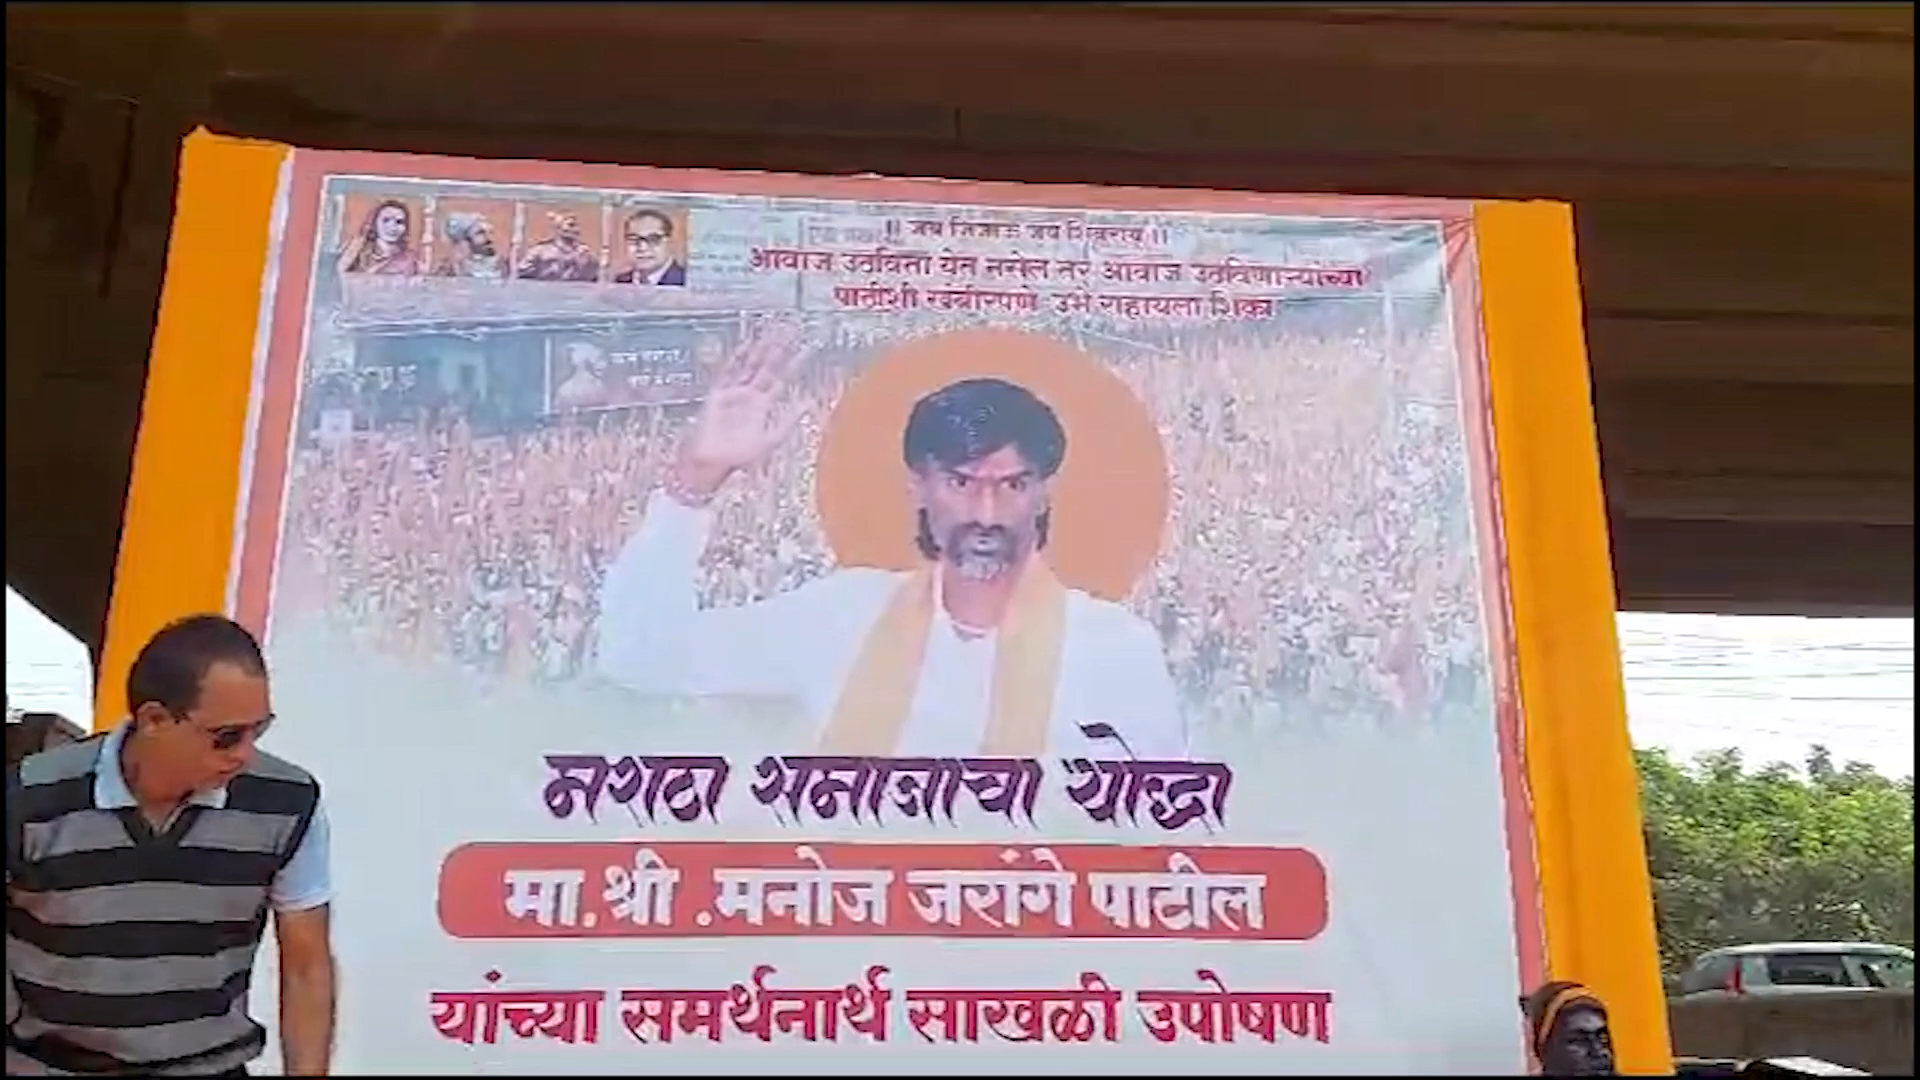 ॥ जय जिजाऊ जय शिवराय ॥
आवाज उठविता येत नसेल तर आवाज उठविणाऱ्यांच्या
पाठीशी खंबीरपणे उभे राहायला शिका
मराठा समाजाचा योद्धा
मा.श्री .मनोज जरांगे पाटील
यांच्या समर्थनार्थ साखळी उपोषण